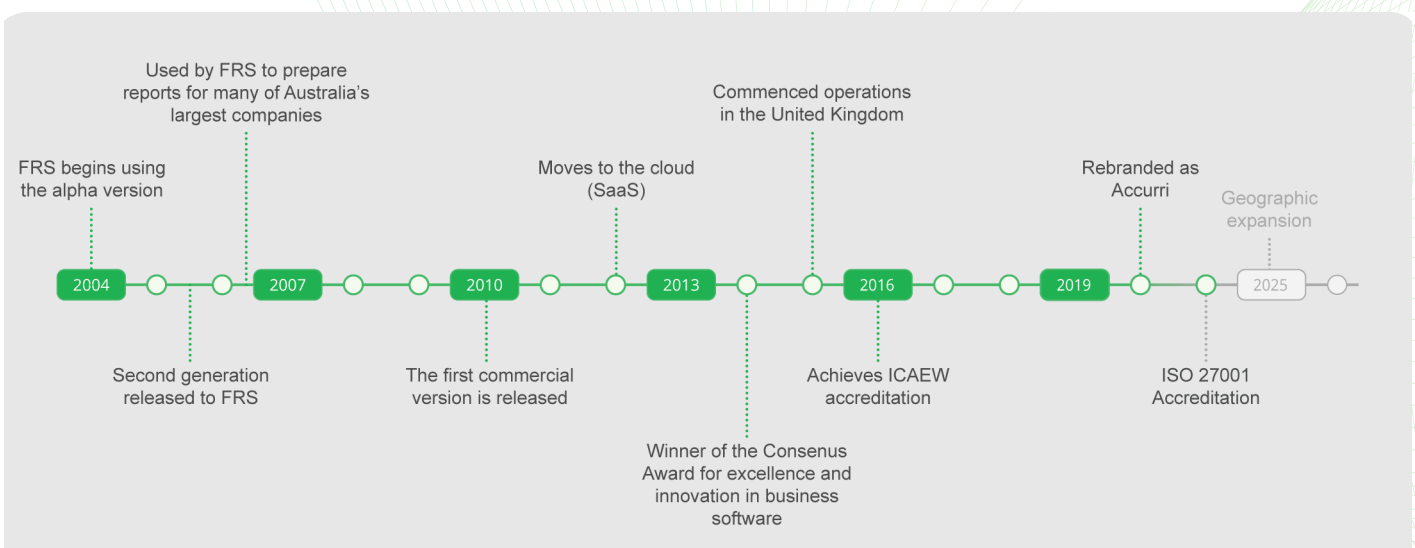 Used by FRS to prepare
reports for many of Australia's
largest companies
Commenced operations
in the United Kingdom
FRS begins using
the alpha version
Moves to the cloud
(SaaS)
Rebranded as
Accurri
Geographic
expansion
2004
2007
2010
2013
2016
2019
2025
Second generation
released to FRS
The first commercial
version is released
Achieves ICAEW
accreditation
ISO 27001
Accreditation
Winner of the Consenus
Award for excellence and
innovation in business
software